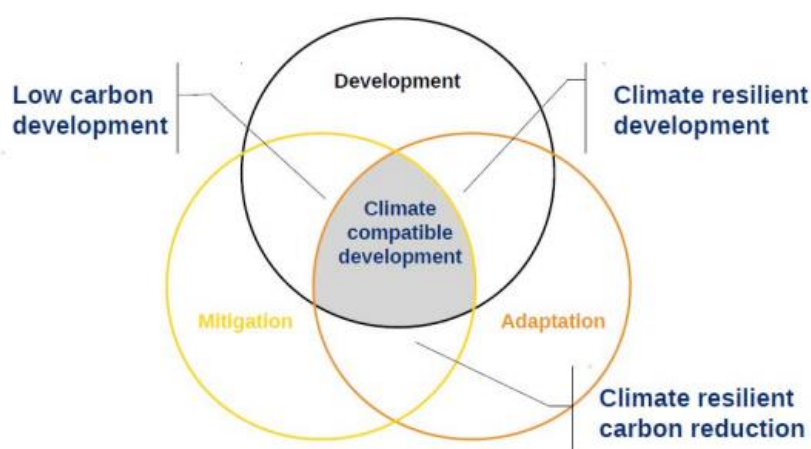 Development
Low carbon
development
Climate resilient
development
Climate
compatible
development
Mitigation
Adaptation
Climate resilient
carbon reduction